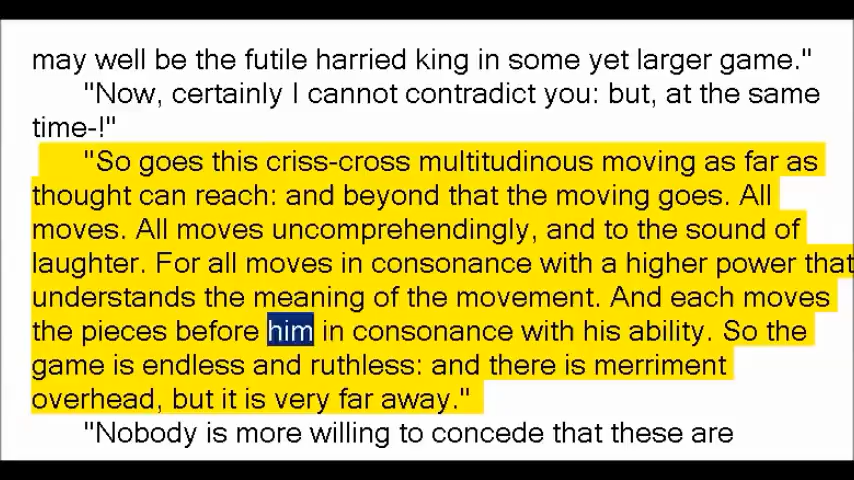 may well be the futile harried king in some yet larger game."
"Now, certainly I cannot contradict you: but, at the same
time-!"
"So goes this criss-cross multitudinous moving as far as
thought can reach: and beyond that the moving goes. All
moves. All moves uncomprehendingly, and to the sound of
laughter. For all moves in consonance with a higher power that
understands the meaning of the movement. And each moves
the pieces before him in consonance with his ability. So the
game is endless and ruthless: and there is merriment
overhead, but it is very far away."
"Nobody is more willing to concede that these are